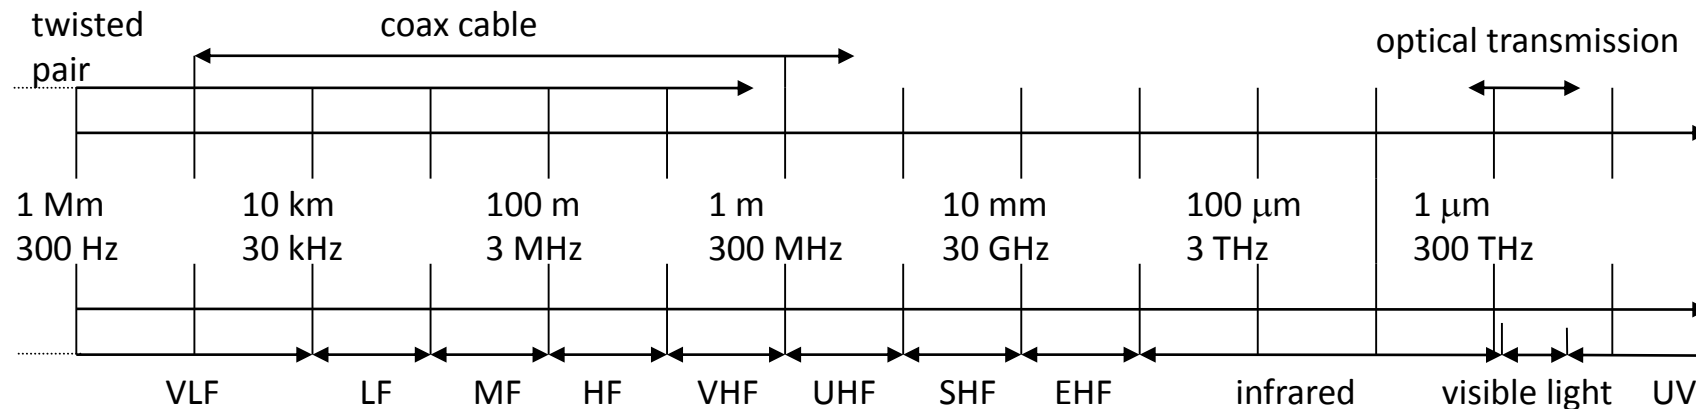 twisted
pair
coax cable
optical transmission
1 Mm
300 Hz
10 km
30 kHz
100 m
3 MHz
1 m
300 MHz
10 mm
30 GHz
100 μm
3 THz
1 μm
300 THz
VLF LF MF HF VHF UHF SHF EHF infrared visible light UV